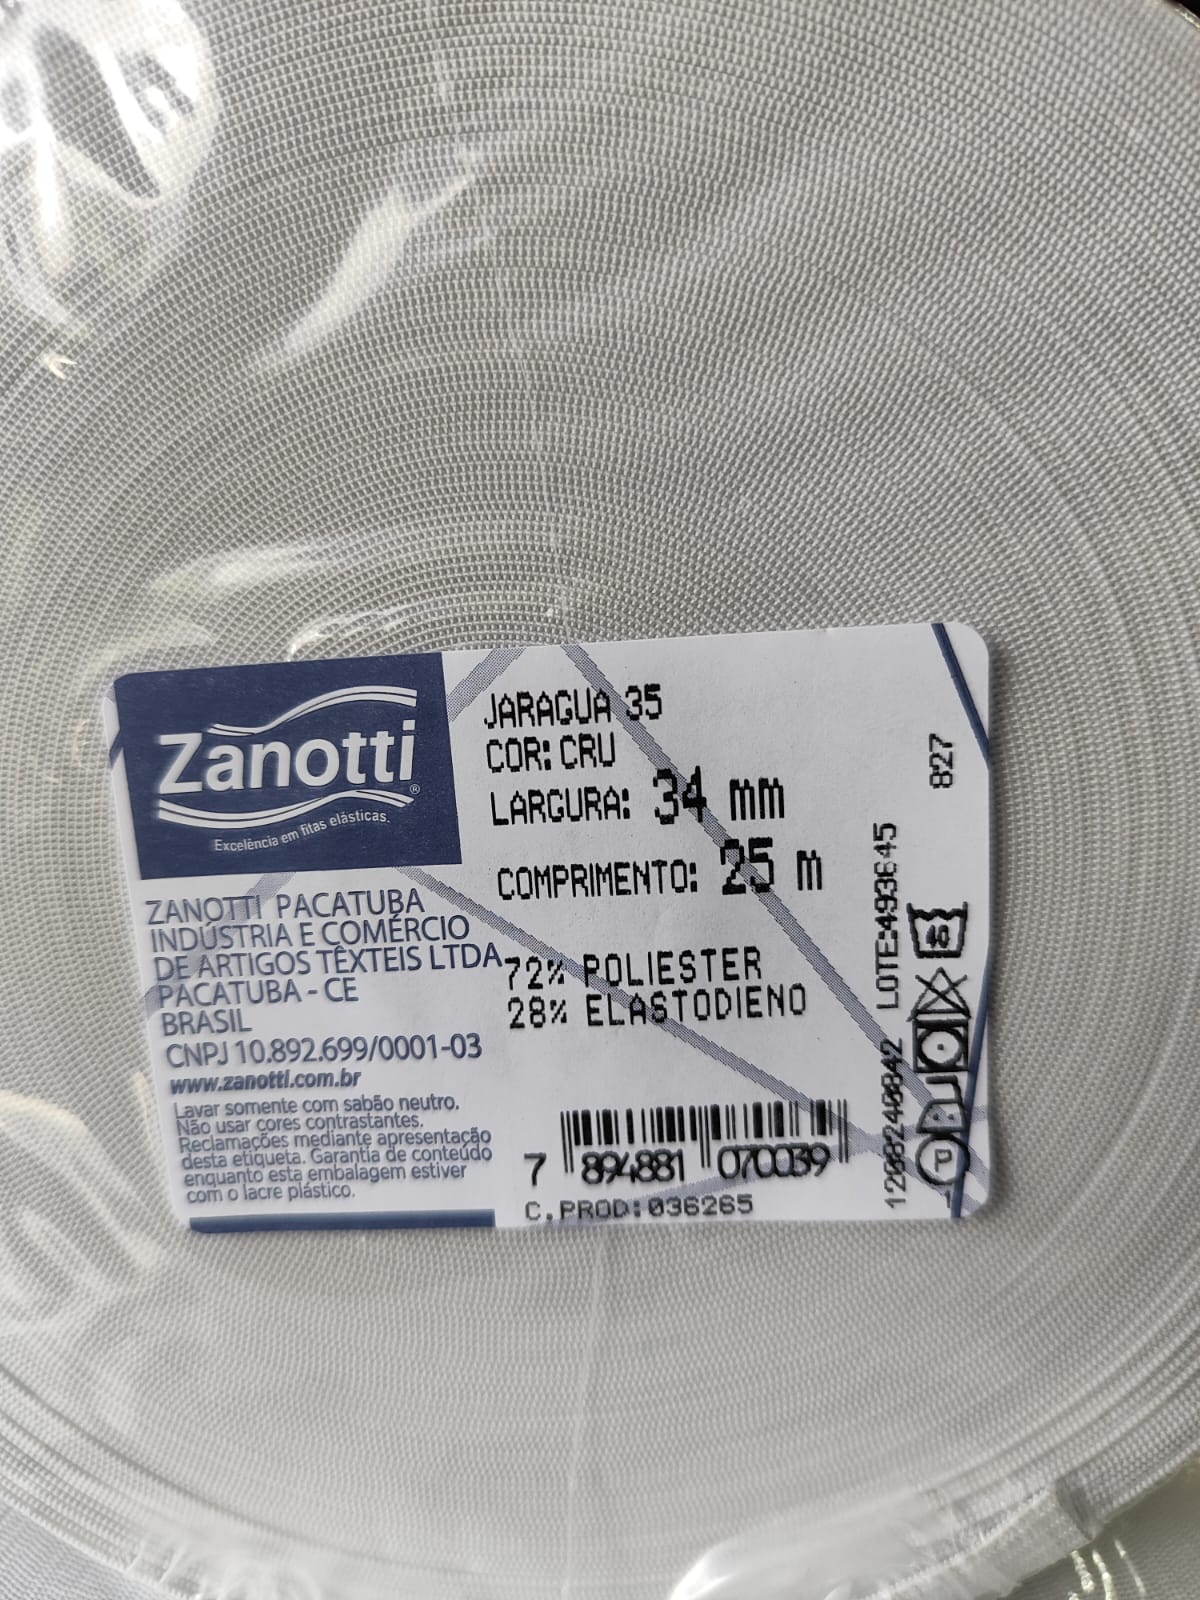 Zanotti®
Excelência em fitas elásticas.
ZANOTTI PACATUBA
INDÚSTRIA E COMÉRCIO
DE ARTIGOS TÊXTEIS LTDA
PACATUBA - CE
BRASIL
CNPJ 10.892.699/0001-03
www.zanotti.com.br
Lavar somente com sabão neutro.
Não usar cores contrastantes.
Reclamações mediante apresentação
desta etiqueta. Garantia de conteúdo
enquanto esta embalagem estiver
com o lacre plástico.
JARAGUA 35
COR: CRU
LARGURA: 34 mm
COMPRIMENTO: 25 m
72% POLIESTER
28% ELASTODIENO
7 894881 070039
C.PROD:036265
827
LOTE:493645
P
1